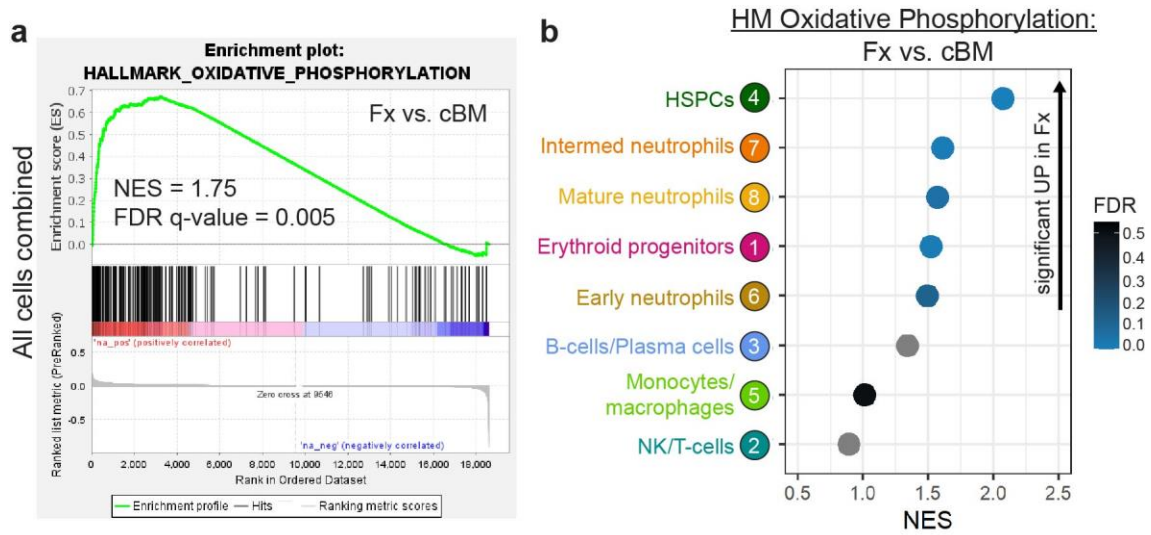 a
Enrichment plot:
HALLMARK_OXIDATIVE_PHOSPHORYLATION
Fx vs. cBM
NES = 1.75
FDR q-value = 0.005
All cells combined
Enrichment score (ES)
0.7
0.6
0.5
0.4
0.3
0.2
0.1
0.0
'na_pos' (positively correlated)
Ranked list metric (PreRanked)
0.5
0.0
-0.5
Zero cross at 9546
'na_neg' (negatively correlated)
0 2,000 4,000 6,000 8,000 10,000 12,000 14,000 16,000 18,000
Rank in Ordered Dataset
Enrichment profile Hits Ranking metric scores
b
HM Oxidative Phosphorylation:
Fx vs. cBM
HSPCs 4
Intermed neutrophils 7
Mature neutrophils 8
Erythroid progenitors 1
Early neutrophils 6
B-cells/Plasma cells 3
Monocytes/
macrophages 5
NK/T-cells 2
significant UP in Fx
0.5 1.0 1.5 2.0 2.5
NES
FDR
0.5
0.4
0.3
0.2
0.1
0.0